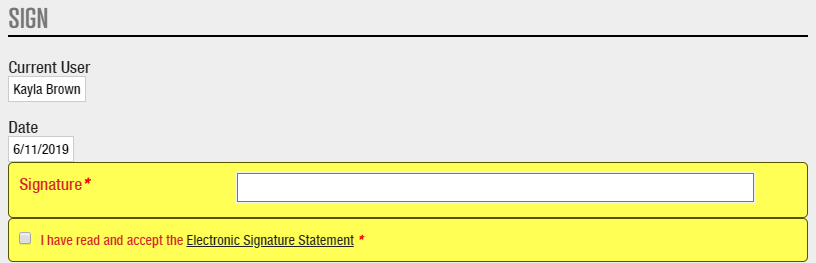 SIGN
Current User
Kayla Brown
Date
6/11/2019
Signature*
I have read and accept the Electronic Signature Statement *